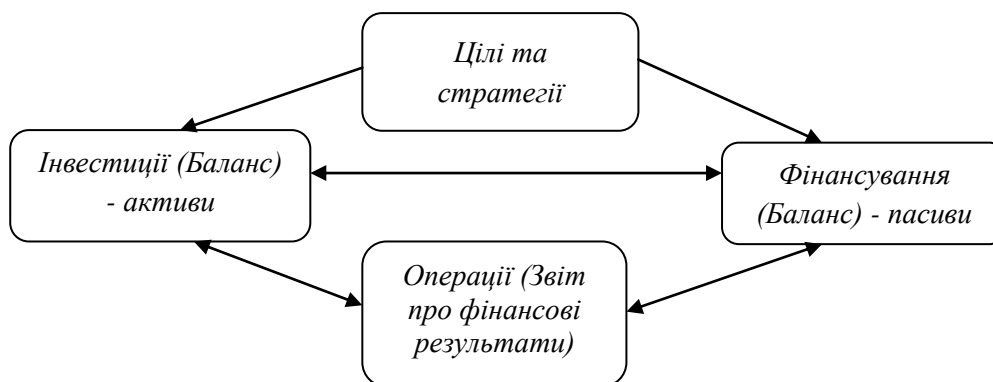 Цілі та
стратегії
Інвестиції (Баланс)
- активи
Фінансування
(Баланс) - пасиви
Операції (Звіт
про фінансові
результати)